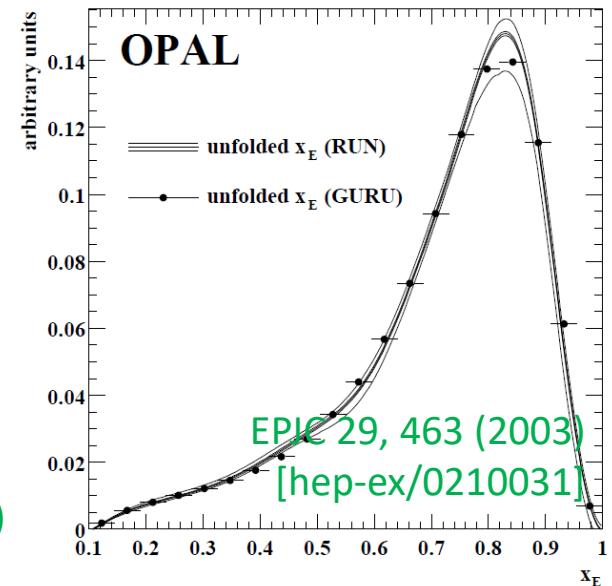 arbitrary units
OPAL
unfolded x_E (RUN)
unfolded x_E (GURU)
0.14
0.12
0.1
0.08
0.06
0.04
0.02
0
EPJC 29, 463 (2003)
[hep-ex/0210031]
)
0.1 0.2 0.3 0.4 0.5 0.6 0.7 0.8 0.9 1
x_E